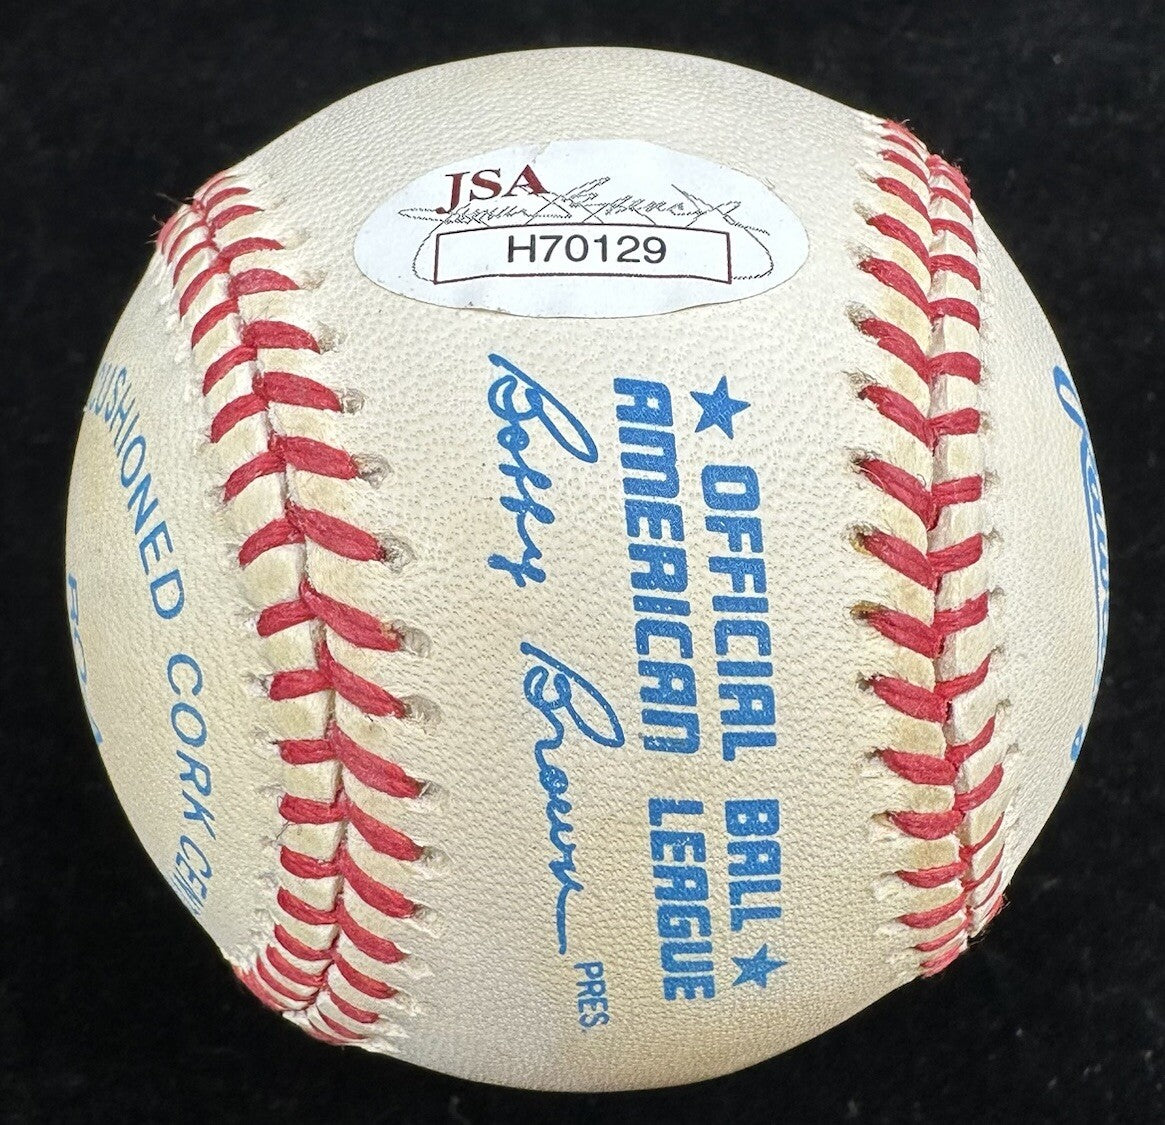 JSA
H70129
★ OFFICIAL BALL ★
AMERICAN LEAGUE
Bobby Brown
PRES.
CUSHIONED CORK CEN